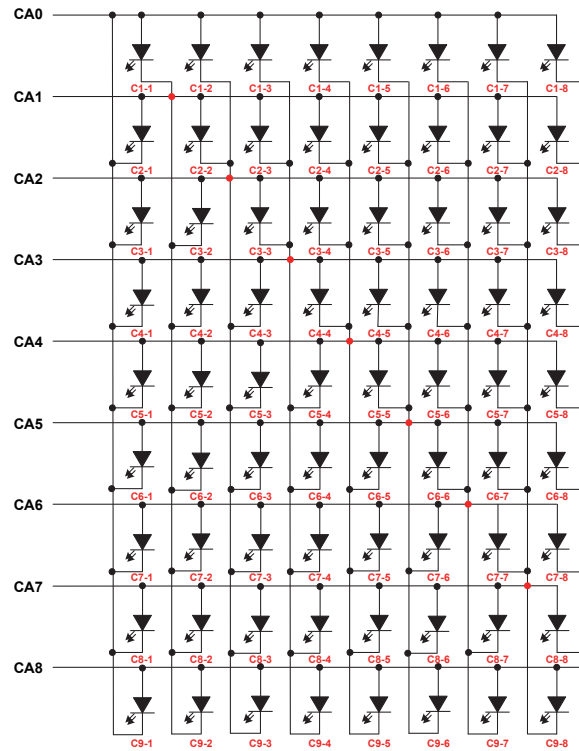 CA0
C1-1 C1-2 C1-3 C1-4 C1-5 C1-6 C1-7 C1-8
CA1
C2-1 C2-2 C2-3 C2-4 C2-5 C2-6 C2-7 C2-8
CA2
C3-1 C3-2 C3-3 C3-4 C3-5 C3-6 C3-7 C3-8
CA3
C4-1 C4-2 C4-3 C4-4 C4-5 C4-6 C4-7 C4-8
CA4
C5-1 C5-2 C5-3 C5-4 C5-5 C5-6 C5-7 C5-8
CA5
C6-1 C6-2 C6-3 C6-4 C6-5 C6-6 C6-7 C6-8
CA6
C7-1 C7-2 C7-3 C7-4 C7-5 C7-6 C7-7 C7-8
CA7
C8-1 C8-2 C8-3 C8-4 C8-5 C8-6 C8-7 C8-8
CA8
C9-1 C9-2 C9-3 C9-4 C9-5 C9-6 C9-7 C9-8